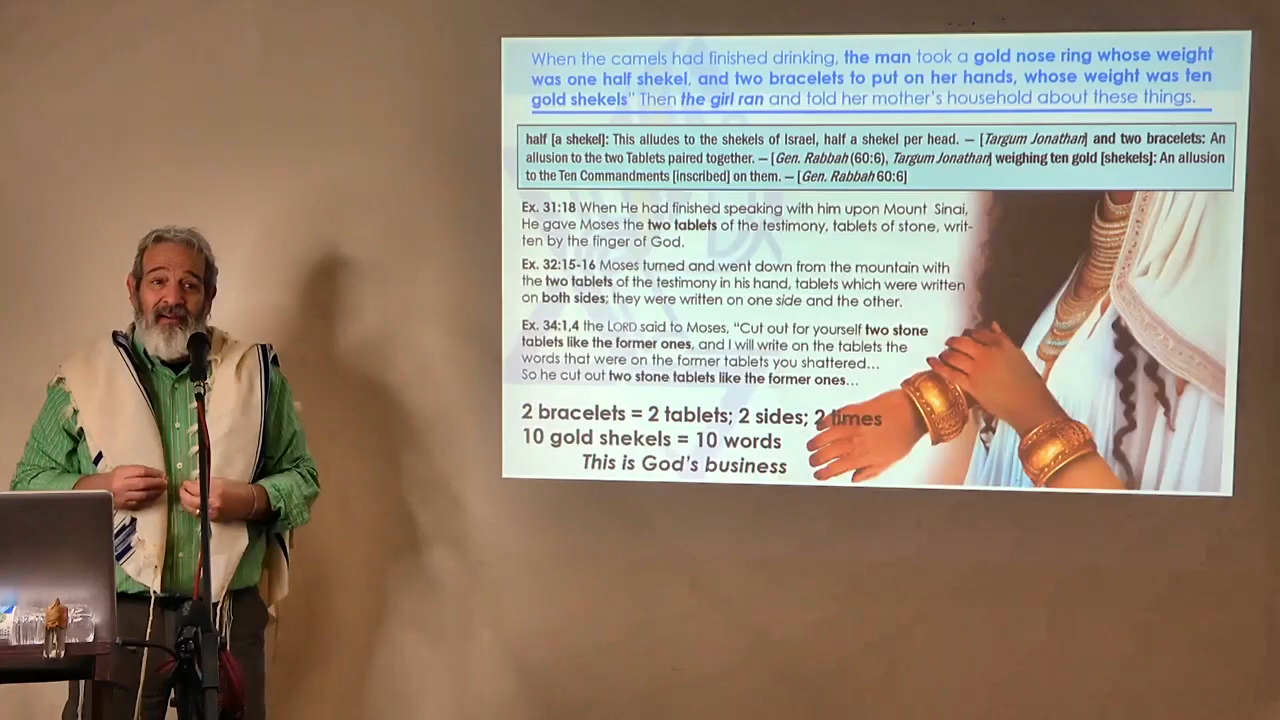 When the camels had finished drinking, the man took a gold nose ring whose weight
was one half shekel, and two bracelets to put on her hands, whose weight was ten
gold shekels" Then the girl ran and told her mother's household about these things.
half [a shekel]: This alludes to the shekels of Israel, half a shekel per head. — [Targum Jonathan] and two bracelets: An
allusion to the two Tablets paired together. — [Gen. Rabbah (60:6), Targum Jonathan] weighing ten gold [shekels]: An allusion
to the Ten Commandments [inscribed] on them. — [Gen. Rabbah 60:6]
Ex. 31:18 When He had finished speaking with him upon Mount Sinai,
He gave Moses the two tablets of the testimony, tablets of stone, writ-
ten by the finger of God.
Ex. 32:15-16 Moses turned and went down from the mountain with
the two tablets of the testimony in his hand, tablets which were written
on both sides; they were written on one side and the other.
Ex. 34:1,4 the LORD said to Moses, "Cut out for yourself two stone
tablets like the former ones, and I will write on the tablets the
words that were on the former tablets you shattered...
So he cut out two stone tablets like the former ones...
2 bracelets = 2 tablets; 2 sides; 2 times
10 gold shekels = 10 words
This is God's business